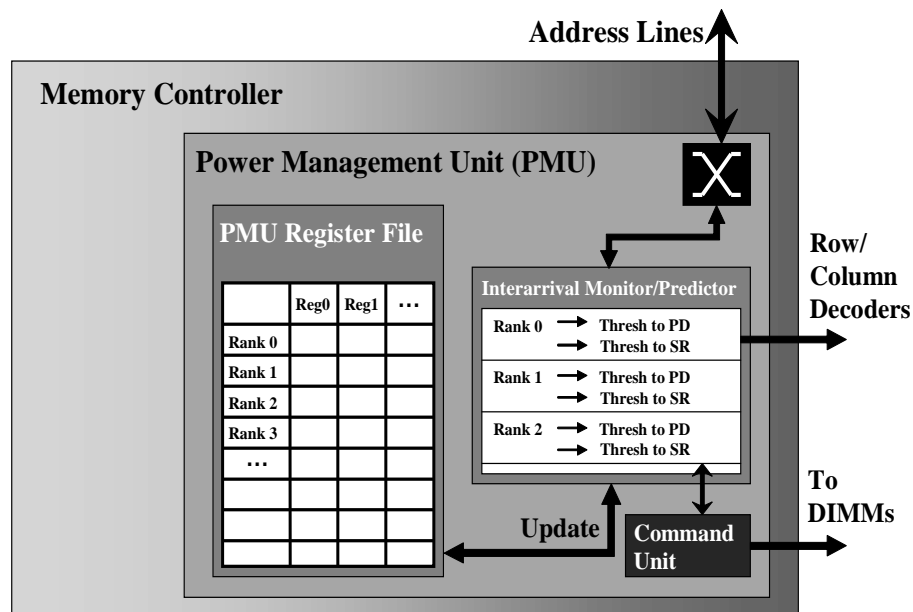 Address Lines
Memory Controller
Power Management Unit (PMU)
PMU Register File
Reg0 Reg1 ...
Rank 0
Rank 1
Rank 2
Rank 3
...
Interarrival Monitor/Predictor
Rank 0 Thresh to PD
Thresh to SR
Rank 1 Thresh to PD
Thresh to SR
Rank 2 Thresh to PD
Thresh to SR
Row/
Column
Decoders
Update
Command
Unit
To
DIMMs